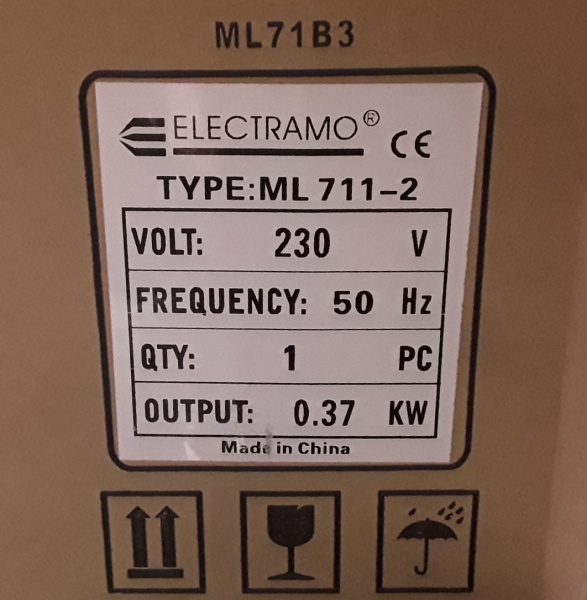 ML71B3
ELECTRAMO® CE
TYPE:ML 711-2
VOLT: 230 V
FREQUENCY: 50 Hz
QTY: 1 PC
OUTPUT: 0.37 KW
Made in China